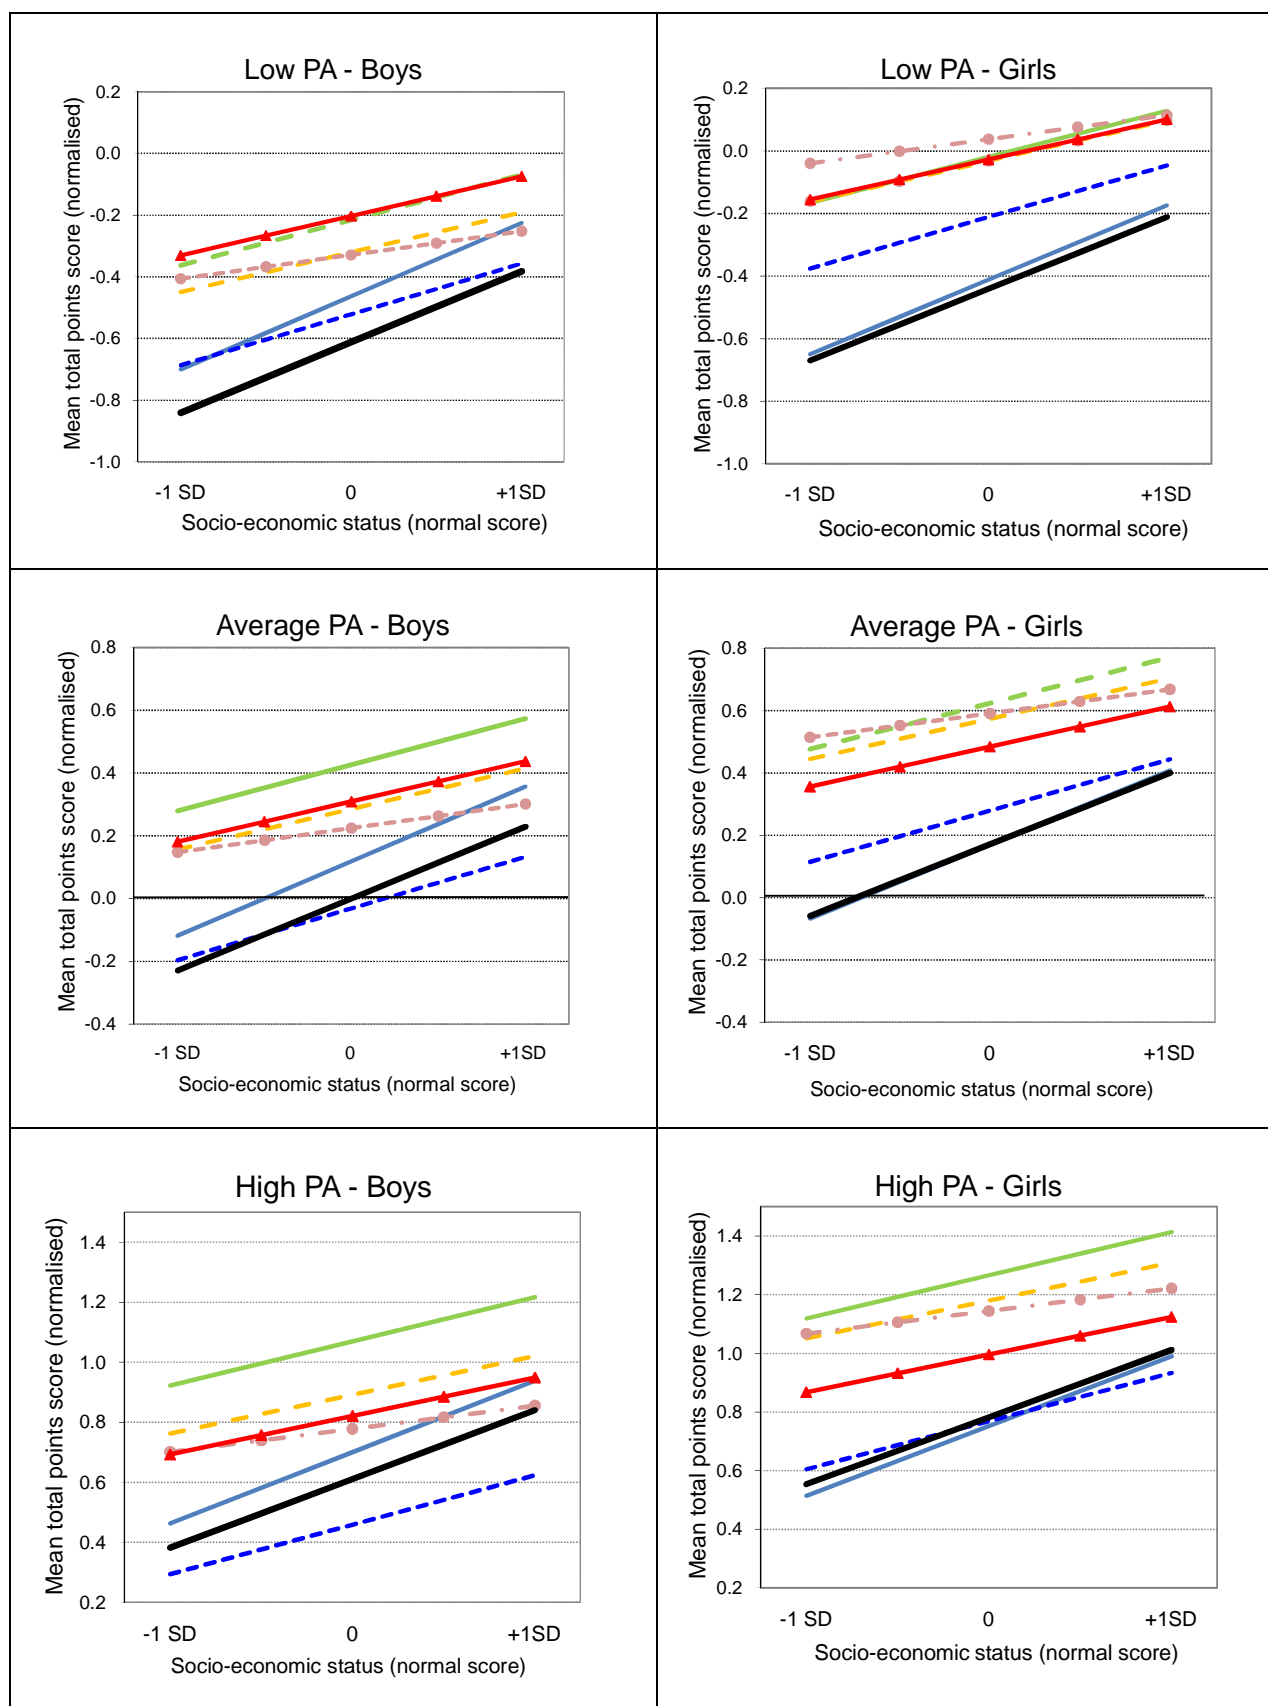 Low PA - Boys
Mean total points score (normalised)
0.2
0.0
-0.2
-0.4
-0.6
-0.8
-1.0
-1 SD 0 +1SD
Socio-economic status (normal score)
Low PA - Girls
Mean total points score (normalised)
0.2
0.0
-0.2
-0.4
-0.6
-0.8
-1.0
-1 SD 0 +1SD
Socio-economic status (normal score)
Average PA - Boys
Mean total points score (normalised)
0.8
0.6
0.4
0.2
0.0
-0.2
-0.4
-1 SD 0 +1SD
Socio-economic status (normal score)
Average PA - Girls
Mean total points score (normalised)
0.8
0.6
0.4
0.2
0.0
-0.2
-0.4
-1 SD 0 +1SD
Socio-economic status (normal score)
High PA - Boys
Mean total points score (normalised)
1.4
1.2
1.0
0.8
0.6
0.4
0.2
-1 SD 0 +1SD
Socio-economic status (normal score)
High PA - Girls
Mean total points score (normalised)
1.4
1.2
1.0
0.8
0.6
0.4
0.2
-1 SD 0 +1SD
Socio-economic status (normal score)